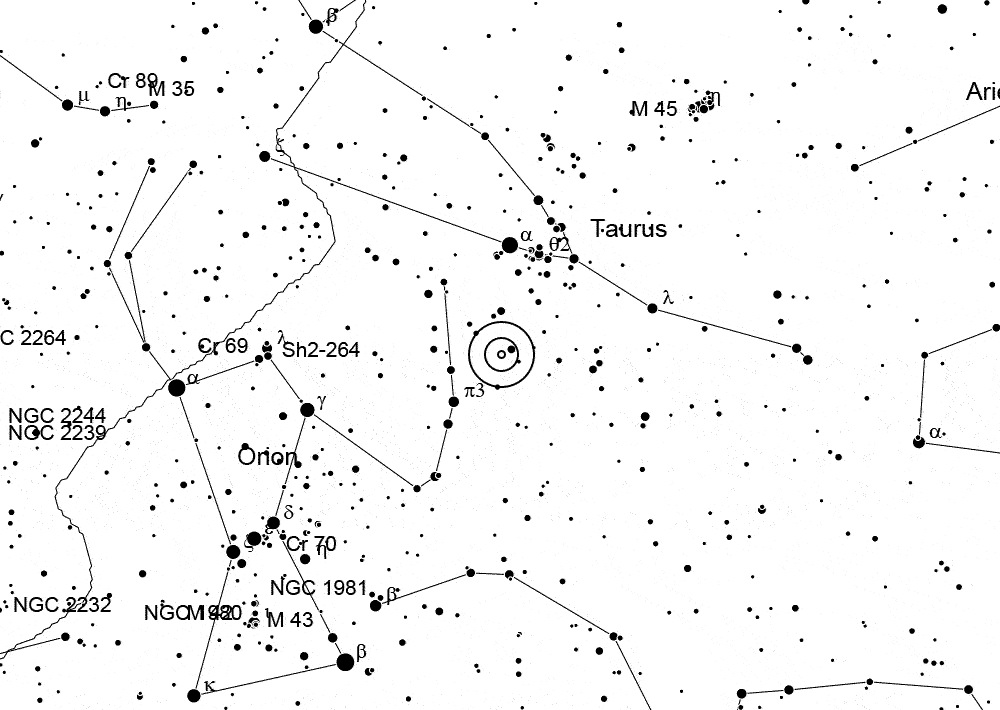 β
Cr 89
M 35
μ
η
M 45
η
Arie
ζ
α
θ2
Taurus
λ
C 2264
Cr 69
λ
Sh2-264
α
π3
γ
NGC 2244
NGC 2239
α
Orion
δ
ε
ζ
Cr 70
η
NGC 1981
β
NGC 2232
M 43
β
κ